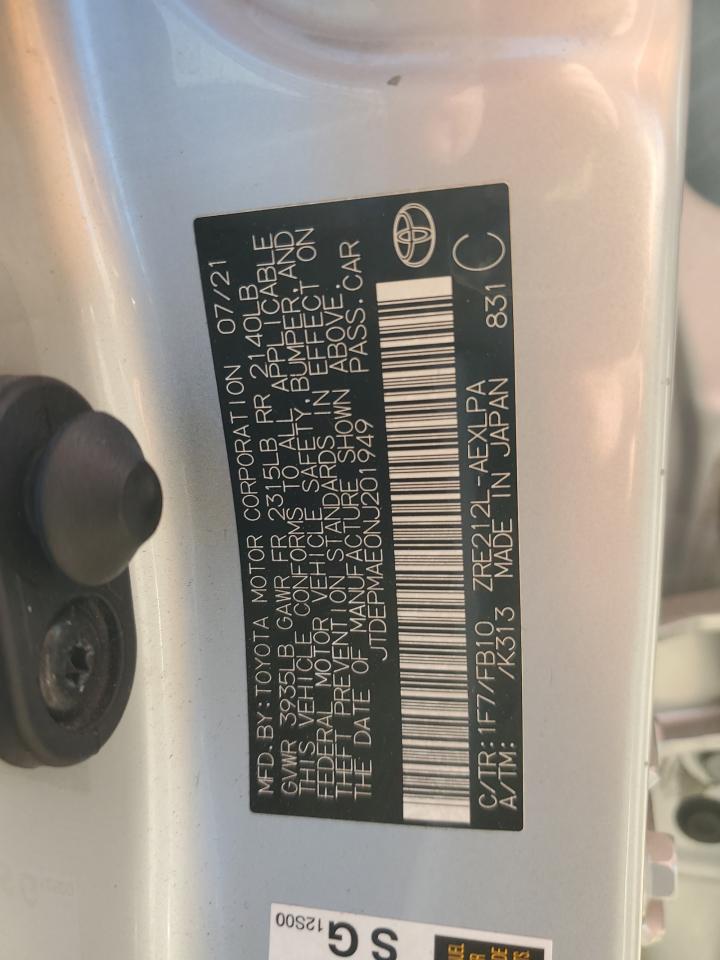 MFD. BY: TOYOTA MOTOR CORPORATION 07/21
GVWR 3935LB GAWR FR 2315LB RR 2140LB
THIS VEHICLE CONFORMS TO ALL APPLICABLE
FEDERAL MOTOR VEHICLE SAFETY, BUMPER, AND
THEFT PREVENTION STANDARDS IN EFFECT ON
THE DATE OF MANUFACTURE SHOWN ABOVE.
JTDEPMAE0NJ201949 PASS. CAR
C/TR: 1F7/FB10 ZRE212L-AEXLPA 831 C
A/TM: /K313 MADE IN JAPAN
SG
12S00